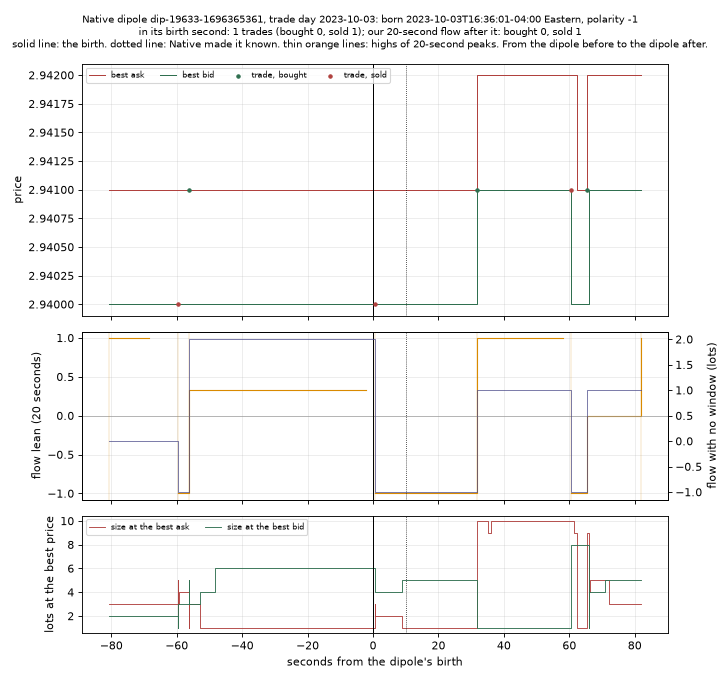 Native dipole dip-19633-1696365361, trade day 2023-10-03: born 2023-10-03T16:36:01-04:00 Eastern, polarity -1
in its birth second: 1 trades (bought 0, sold 1); our 20-second flow after it: bought 0, sold 1
solid line: the birth. dotted line: Native made it known. thin orange lines: highs of 20-second peaks. From the dipole before to the dipole after.
best ask
best bid
trade, bought
trade, sold
2.94200
2.94175
2.94150
2.94125
2.94100
2.94075
2.94050
2.94025
2.94000
price
1.0
0.5
0.0
−0.5
−1.0
flow lean (20 seconds)
2.0
1.5
1.0
0.5
0.0
−0.5
−1.0
flow with no window (lots)
size at the best ask
size at the best bid
10
8
6
4
2
lots at the best price
−80
−60
−40
−20
0
20
40
60
80
seconds from the dipole's birth